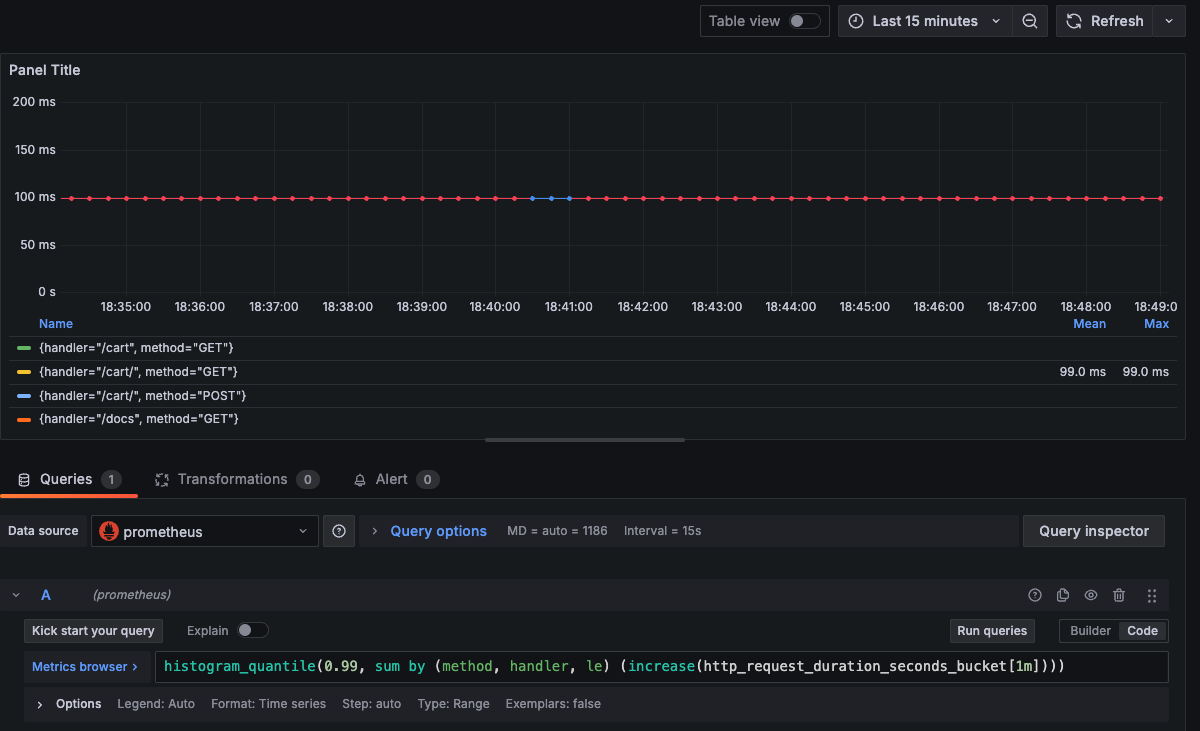 Table view Last 15 minutes Refresh
Panel Title
200 ms
150 ms
100 ms
50 ms
0 s
18:35:00 18:36:00 18:37:00 18:38:00 18:39:00 18:40:00 18:41:00 18:42:00 18:43:00 18:44:00 18:45:00 18:46:00 18:47:00 18:48:00 18:49:0
Name Mean Max
{handler="/cart", method="GET"}
{handler="/cart/", method="GET"} 99.0 ms 99.0 ms
{handler="/cart/", method="POST"}
{handler="/docs", method="GET"}
Queries 1 Transformations 0 Alert 0
Data source prometheus Query options MD = auto = 1186 Interval = 15s Query inspector
A (prometheus)
Kick start your query Explain Run queries Builder Code
Metrics browser > histogram_quantile(0.99, sum by (method, handler, le) (increase(http_request_duration_seconds_bucket[1m])))
Options Legend: Auto Format: Time series Step: auto Type: Range Exemplars: false